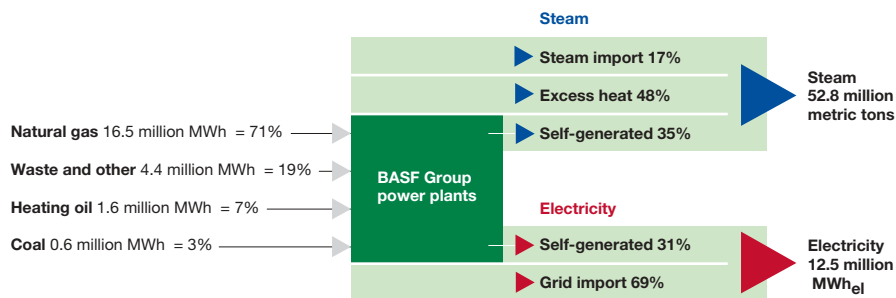 Steam
Steam import 17%
Excess heat 48%
Self-generated 35%
Steam
52.8 million
metric tons
Natural gas 16.5 million MWh = 71%
Waste and other 4.4 million MWh = 19%
Heating oil 1.6 million MWh = 7%
Coal 0.6 million MWh = 3%
BASF Group
power plants
Electricity
Self-generated 31%
Grid import 69%
Electricity
12.5 million
MWhel